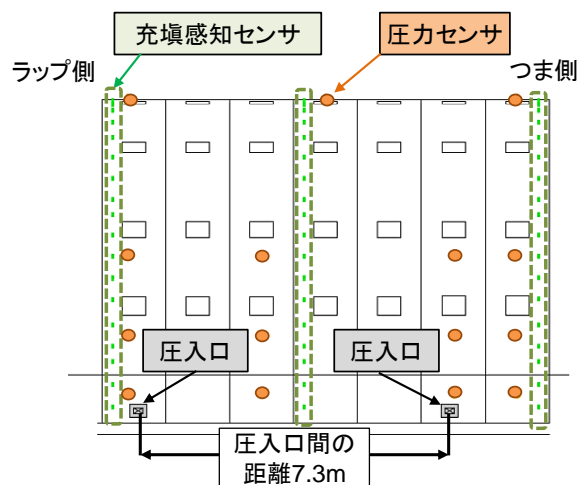 充塡感知センサ
圧力センサ
ラップ側
つま側
圧入口
圧入口
圧入口間の
距離7.3m